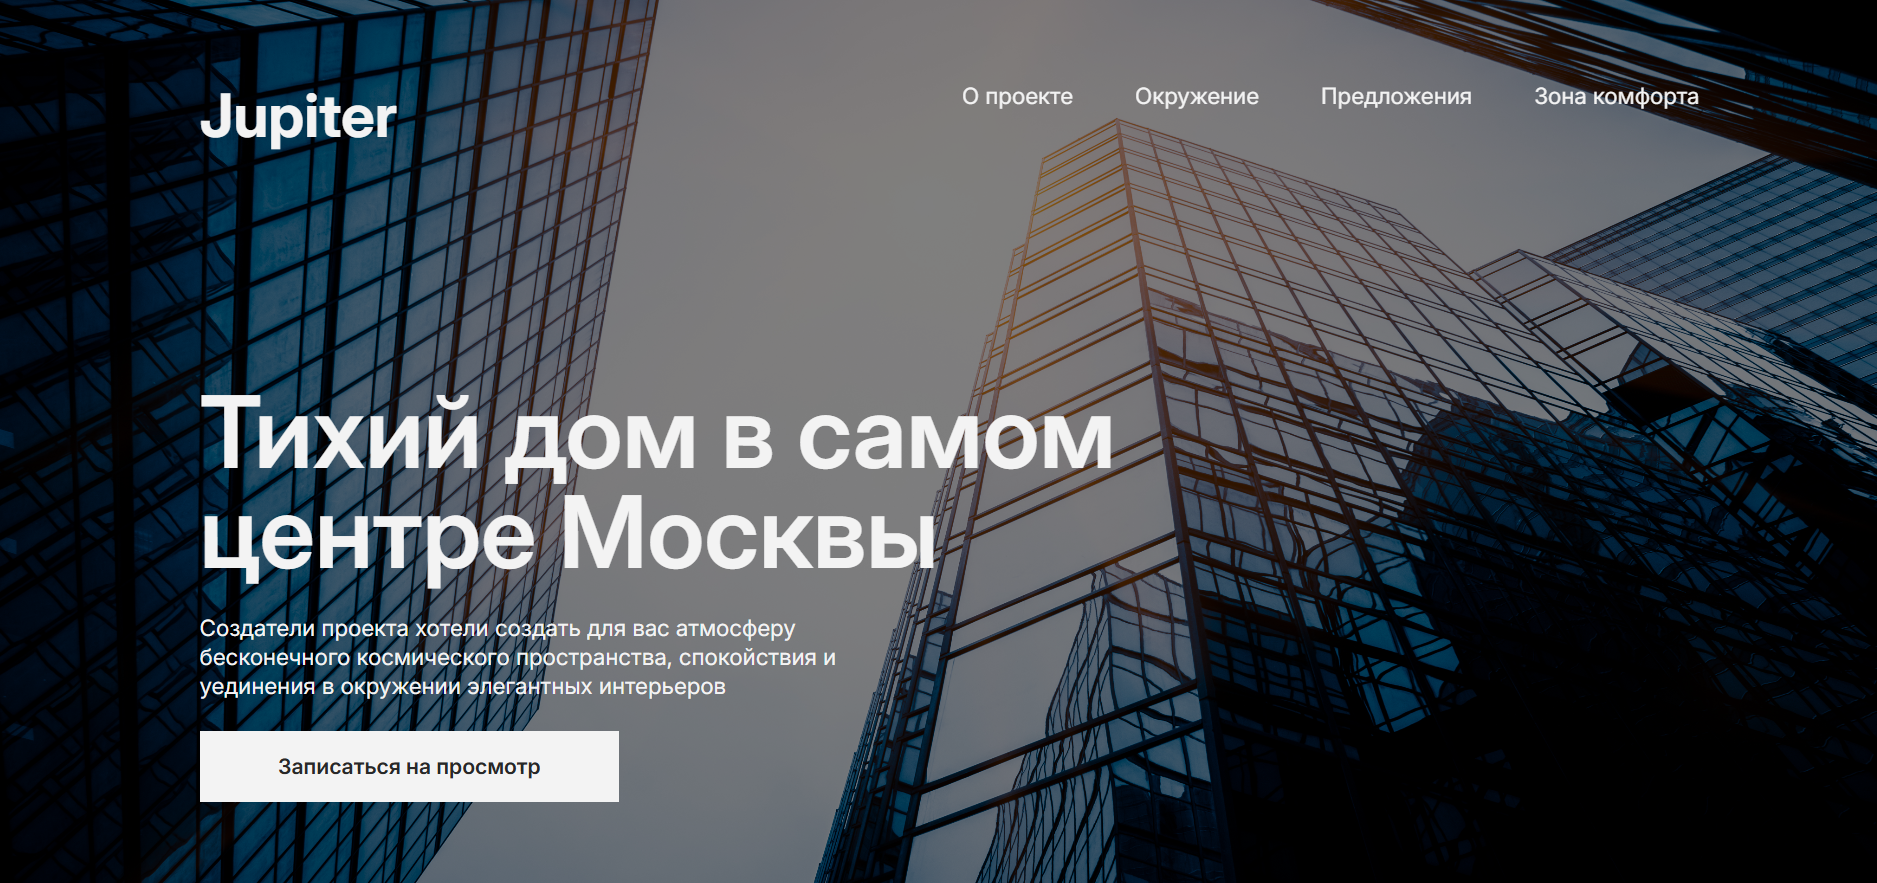 Jupiter
О проекте
Окружение
Предложения
Зона комфорта
Тихий дом в самом
центре Москвы
Создатели проекта хотели создать для вас атмосферу
бесконечного космического пространства, спокойствия и
уединения в окружении элегантных интерьеров
Записаться на просмотр